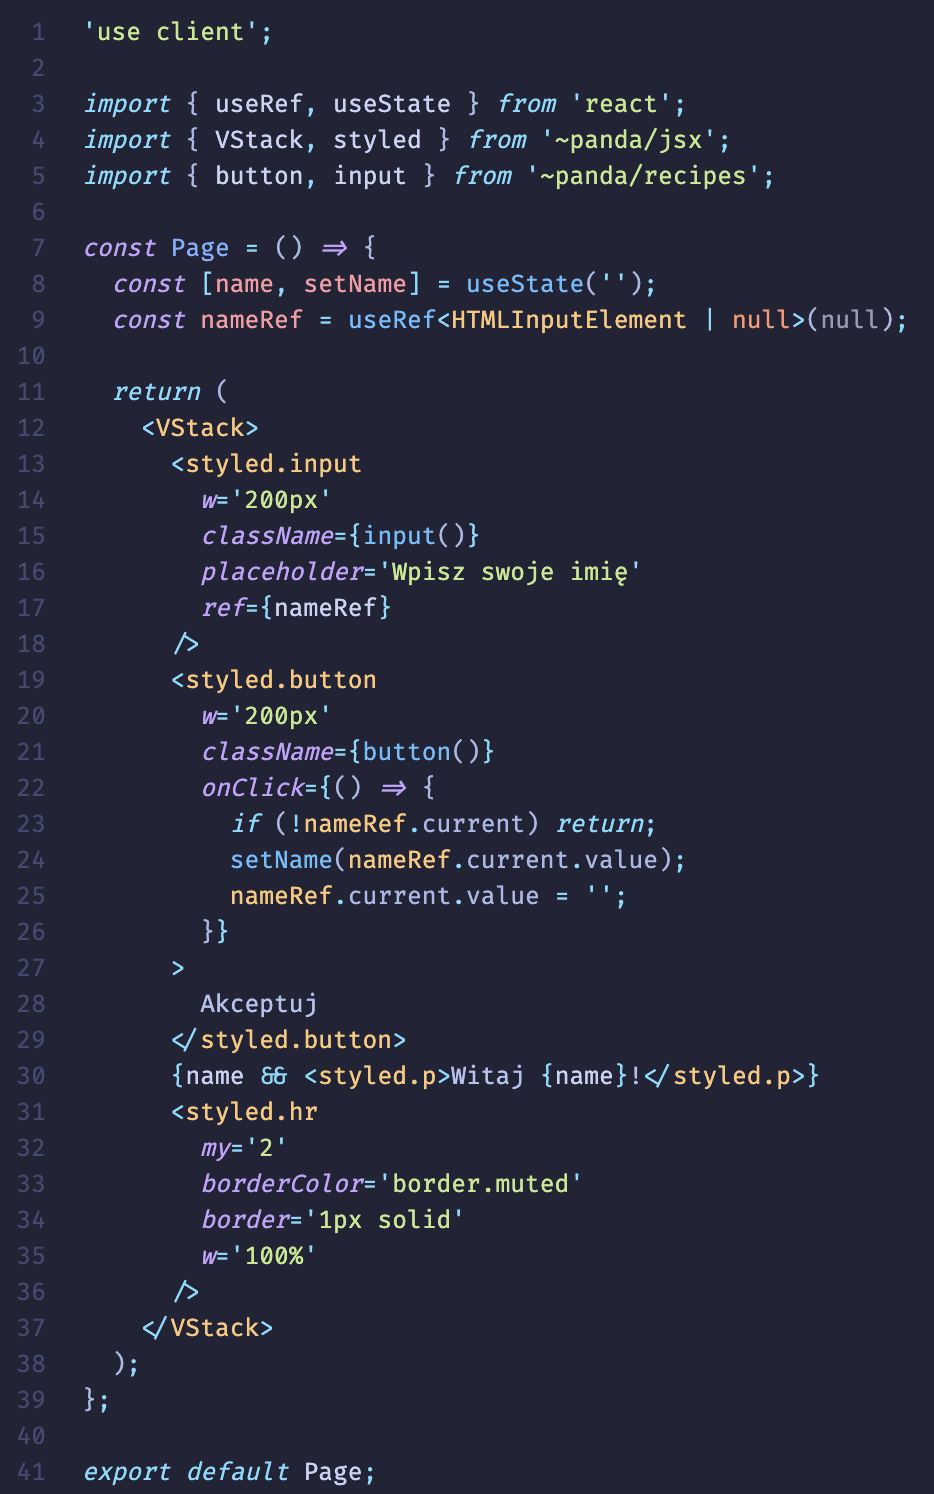 1 'use client';
2
3 import { useRef, useState } from 'react';
4 import { VStack, styled } from '~panda/jsx';
5 import { button, input } from '~panda/recipes';
6
7 const Page = () => {
8   const [name, setName] = useState('');
9   const nameRef = useRef<HTMLInputElement | null>(null);
10
11   return (
12     <VStack>
13       <styled.input
14         w='200px'
15         className={input()}
16         placeholder='Wpisz swoje imię'
17         ref={nameRef}
18       />
19       <styled.button
20         w='200px'
21         className={button()}
22         onClick={() => {
23           if (!nameRef.current) return;
24           setName(nameRef.current.value);
25           nameRef.current.value = '';
26         }}
27       >
28         Akceptuj
29       </styled.button>
30       {name && <styled.p>Witaj {name}!</styled.p>}
31       <styled.hr
32         my='2'
33         borderColor='border.muted'
34         border='1px solid'
35         w='100%'
36       />
37     </VStack>
38   );
39 };
40
41 export default Page;